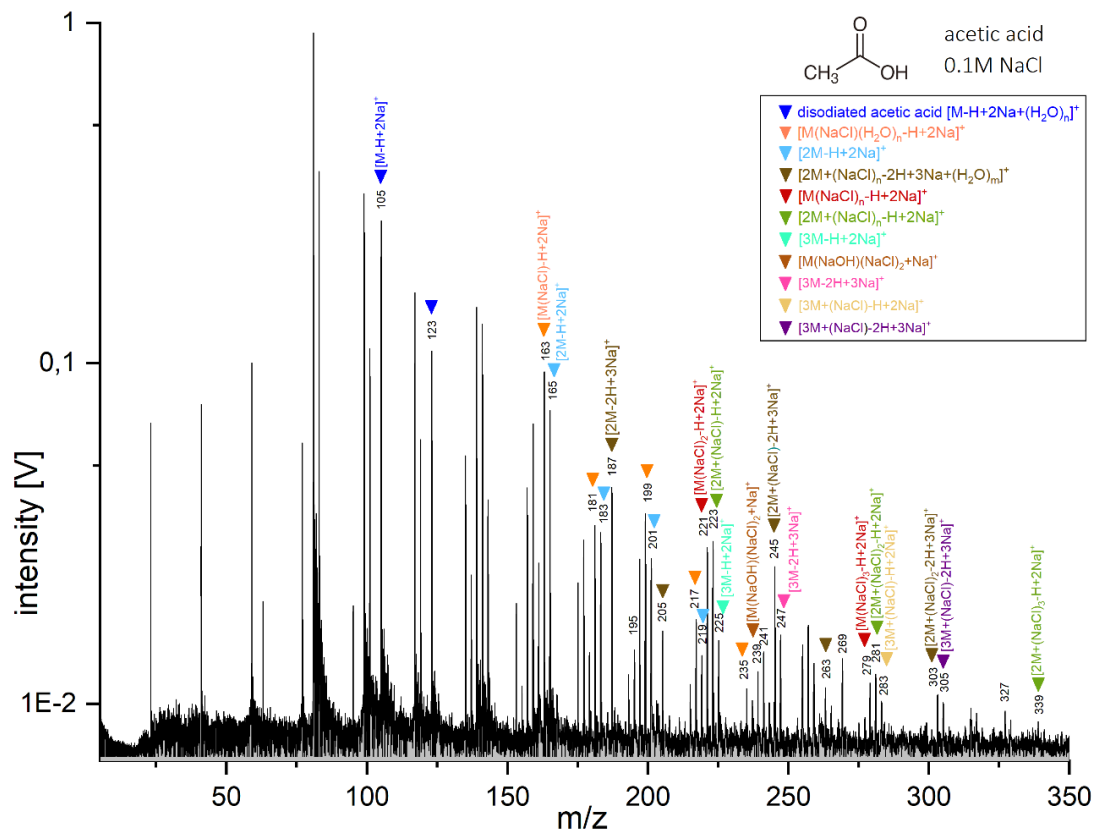 1
0,1
1E-2
intensity [V]
50
100
150
200
250
300
350
m/z
O
CH₃
OH
acetic acid
0.1M NaCl
disodiated acetic acid [M-H+2Na+(H₂O)ₙ]⁺
[M(NaCl)(H₂O)ₙ-H+2Na]⁺
[2M-H+2Na]⁺
[2M+(NaCl)ₙ-2H+3Na+(H₂O)ₘ]⁺
[M(NaCl)ₙ-H+2Na]⁺
[2M+(NaCl)ₙ-H+2Na]⁺
[3M-H+2Na]⁺
[M(NaOH)(NaCl)₂+Na]⁺
[3M-2H+3Na]⁺
[3M+(NaCl)-H+2Na]⁺
[3M+(NaCl)-2H+3Na]⁺
105
[M-H+2Na]⁺
123
163
[M(NaCl)-H+2Na]⁺
165
[2M-H+2Na]⁺
181
183
187
[2M-2H+3Na]⁺
195
199
201
205
217
219
221
[M(NaCl)₂-H+2Na]⁺
223
[2M+(NaCl)-H+2Na]⁺
225
[3M-H+2Na]⁺
235
239
[M(NaOH)(NaCl)₂+Na]⁺
241
245
[2M+(NaCl)-2H+3Na]⁺
247
[3M-2H+3Na]⁺
263
269
279
[M(NaCl)₃-H+2Na]⁺
281
[2M+(NaCl)₂-H+2Na]⁺
283
[3M+(NaCl)-H+2Na]⁺
303
[2M+(NaCl)₂-2H+3Na]⁺
305
[3M+(NaCl)-2H+3Na]⁺
327
339
[2M+(NaCl)₃-H+2Na]⁺